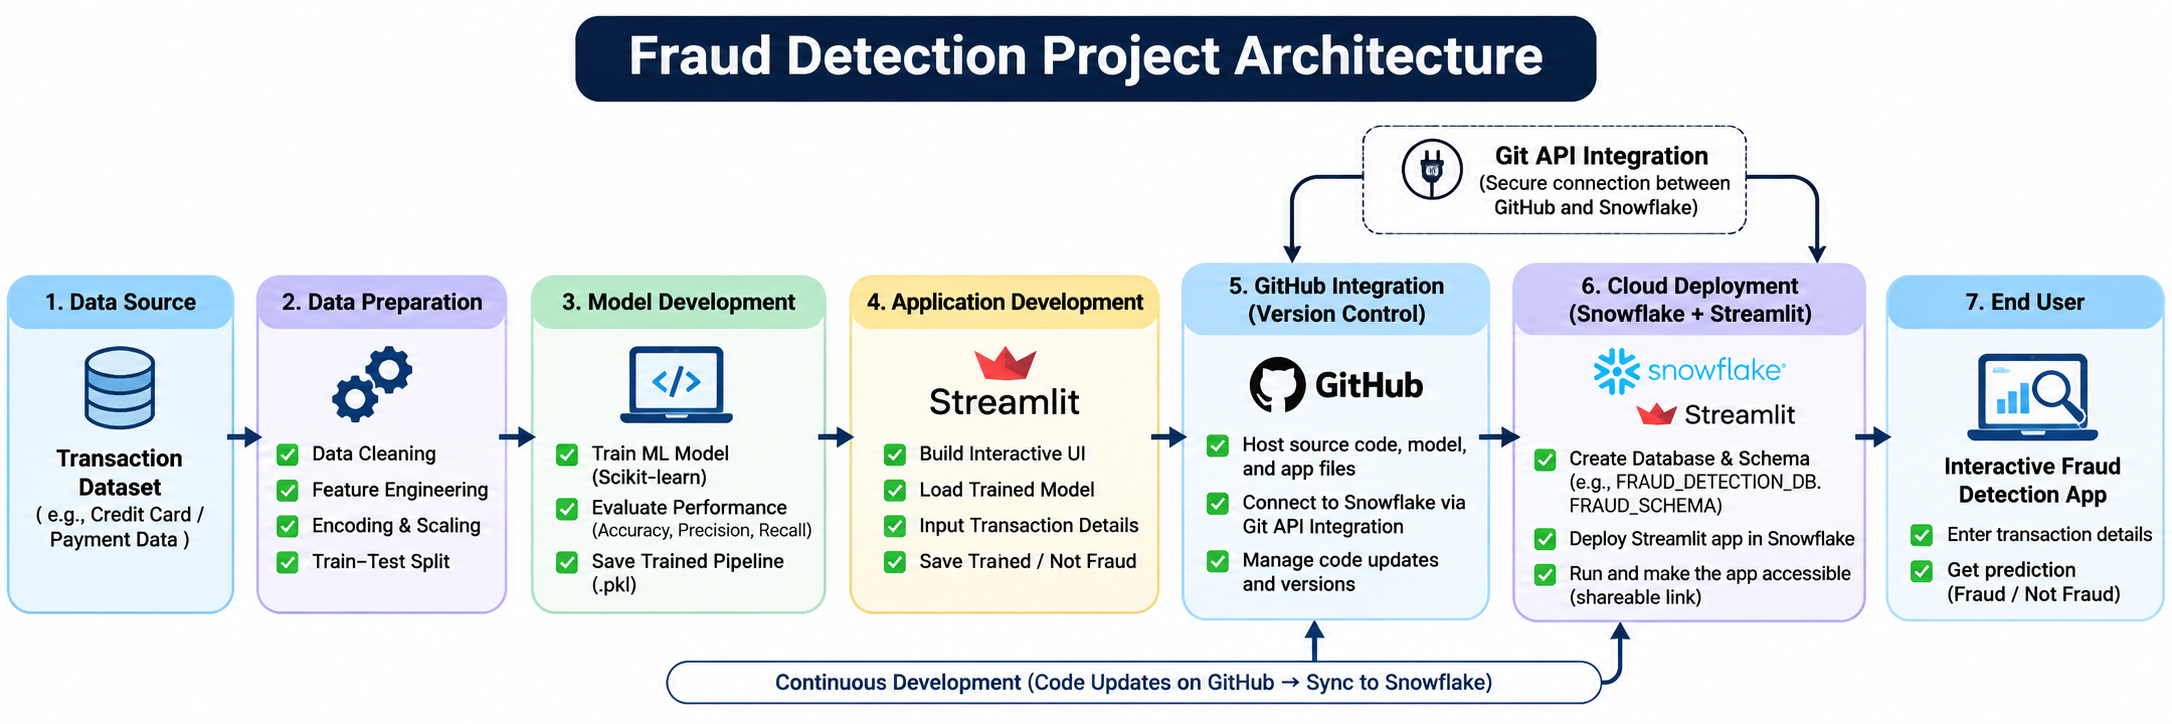 Fraud Detection Project Architecture
Git API Integration
(Secure connection between
GitHub and Snowflake)
1. Data Source
Transaction
Dataset
( e.g., Credit Card /
Payment Data )
2. Data Preparation
Data Cleaning
Feature Engineering
Encoding & Scaling
Train-Test Split
3. Model Development
</>
Train ML Model
(Scikit-learn)
Evaluate Performance
(Accuracy, Precision, Recall)
Save Trained Pipeline
(.pkl)
4. Application Development
Streamlit
Build Interactive UI
Load Trained Model
Input Transaction Details
Save Traned / Not Fraud
5. GitHub Integration
(Version Control)
GitHub
Host source code, model,
and app files
Connect to Snowflake via
Git API Integration
Manage code updates
and versions
6. Cloud Deployment
(Snowflake + Streamlit)
snowflake®
Streamlit
Create Database & Schema
(e.g., FRAUD_DETECTION_DB.
FRAUD_SCHEMA)
Deploy Streamlit app in Snowflake
Run and make the app accessible
(shareable link)
7. End User
Interactive Fraud
Detection App
Enter transaction details
Get prediction
(Fraud / Not Fraud)
Continuous Development (Code Updates on GitHub → Sync to Snowflake)